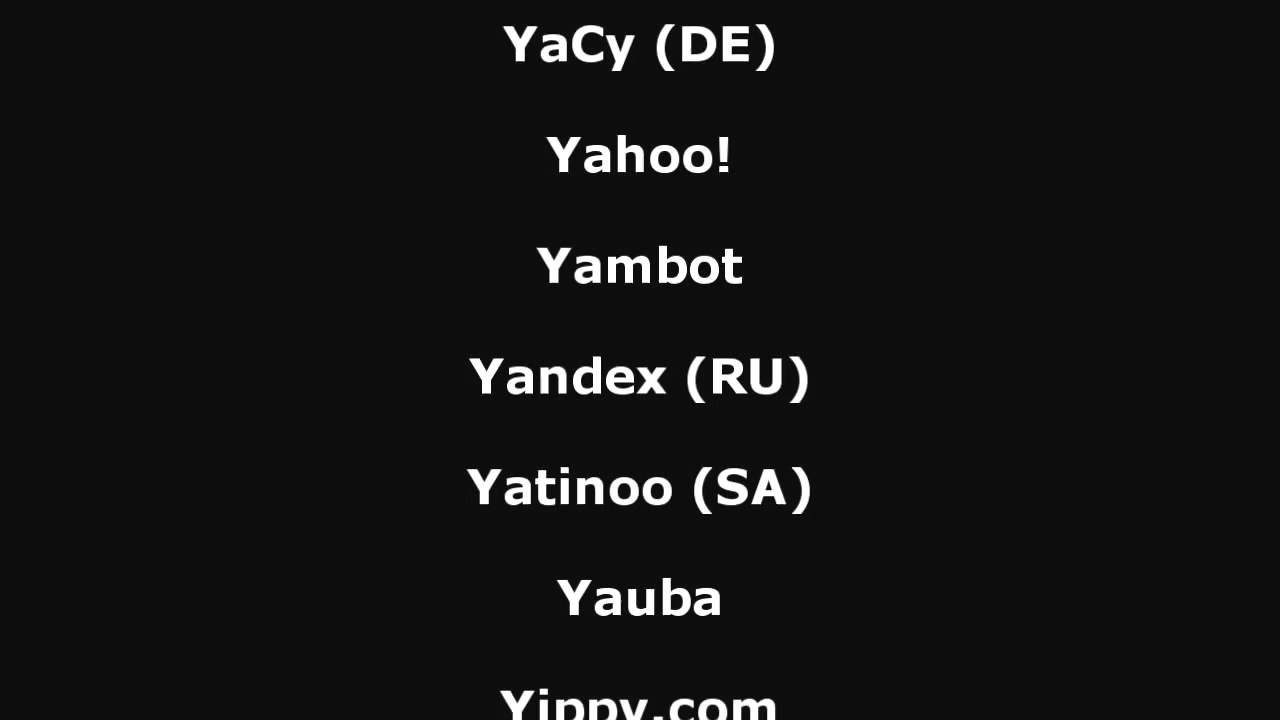 YaCy (DE)
Yahoo!
Yambot
Yandex (RU)
Yatinoo (SA)
Yauba
Yippy.com